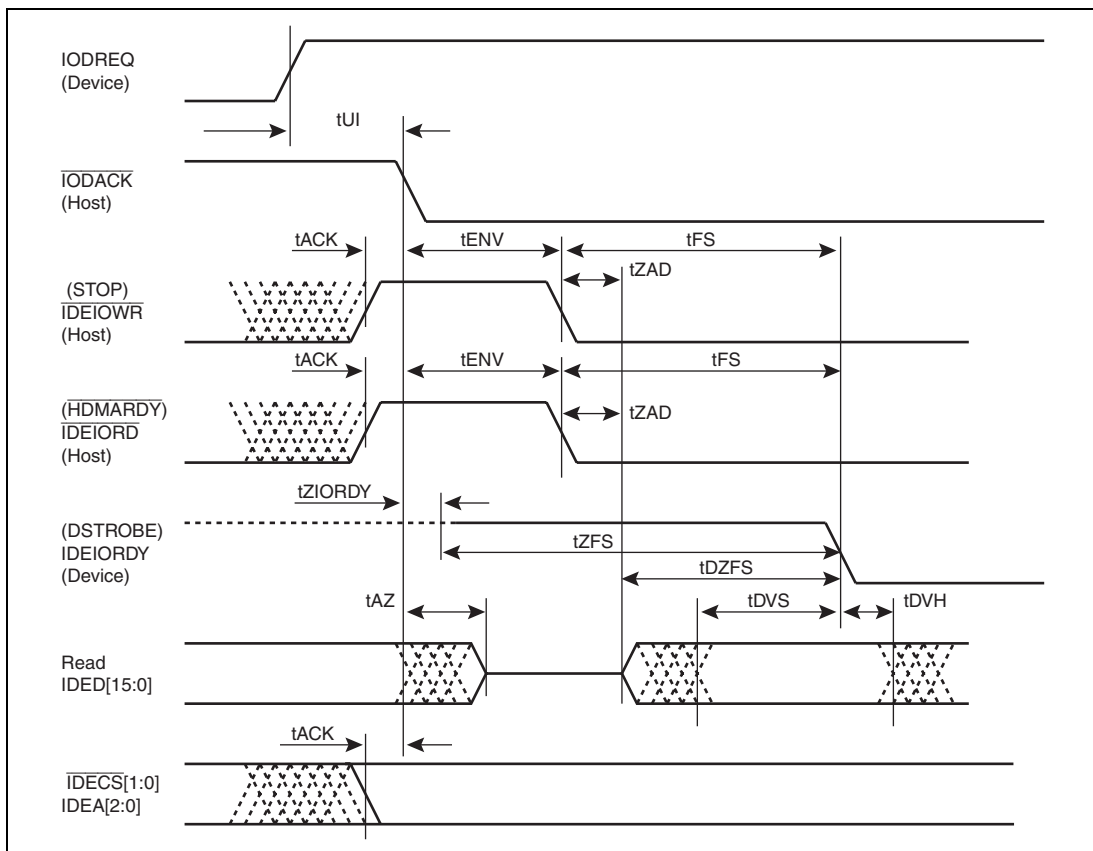 IODREQ
(Device)
tUI
IODACK
(Host)
tACK
tENV
tFS
tZAD
(STOP)
IDEIOWR
(Host)
tACK
tENV
tFS
tZAD
(HDMARDY)
IDEIORD
(Host)
tZIORDY
(DSTROBE)
IDEIORDY
(Device)
tZFS
tDZFS
tAZ
tDVS
tDVH
Read
IDED[15:0]
tACK
IDECS[1:0]
IDEA[2:0]